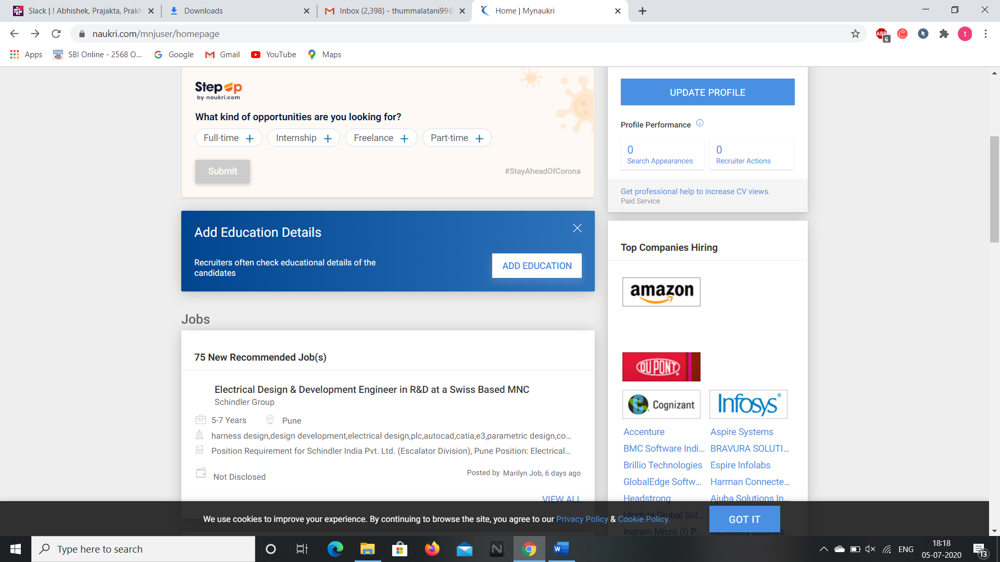 Slack | ! Abhishek, Prajakta, Prakh
Downloads
Inbox (2,398) - thummalatani99@
Home | Mynaukri
naukri.com/mnjuser/homepage
ABP
6
t
Apps
SBI Online - 2568 O...
Google
Gmail
YouTube
Maps
Step Up
by naukri.com
What kind of opportunities are you looking for?
Full-time
Internship
Freelance
Part-time
Submit
#StayAheadOfCorona
Add Education Details
Recruiters often check educational details of the
candidates
ADD EDUCATION
Jobs
75 New Recommended Job(s)
Electrical Design & Development Engineer in R&D at a Swiss Based MNC
Schindler Group
5-7 Years
Pune
harness design,design development,electrical design,plc,autocad,catia,e3,parametric design,co...
Position Requirement for Schindler India Pvt. Ltd. (Escalator Division), Pune Position: Electrical...
Not Disclosed
Posted by Marilyn Job, 6 days ago
VIEW ALL
UPDATE PROFILE
Profile Performance
0
Search Appearances
0
Recruiter Actions
Get professional help to increase CV views.
Paid Service
Top Companies Hiring
amazon
DU PONT
Cognizant
Infosys
Accenture
Aspire Systems
BMC Software Indi...
BRAVURA SOLUTI...
Brillio Technologies
Espire Infolabs
GlobalEdge Softw...
Harman Connecte...
Headstrong
Ajuba Solutions In...
Hinduja Global Sol...
Ingram Micro (I) P...
McKinsey Busines...
We use cookies to improve your experience. By continuing to browse the site, you agree to our Privacy Policy & Cookie Policy.
GOT IT
Type here to search
ENG
18:18
05-07-2020
13